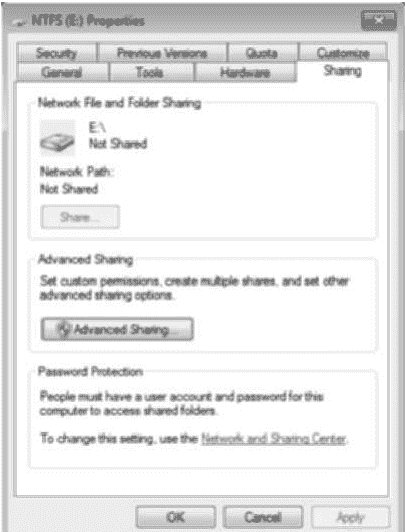 NTFS (E:) Properties
Security Previous Versions Quota Customize
General Tools Hardware Sharing
Network File and Folder Sharing
E:\
Not Shared
Network Path:
Not Shared
Share...
Advanced Sharing
Set custom permissions, create multiple shares, and set other
advanced sharing options.
Advanced Sharing...
Password Protection
People must have a user account and password for this
computer to access shared folders.
To change this setting, use the Network and Sharing Center.
OK Cancel Apply